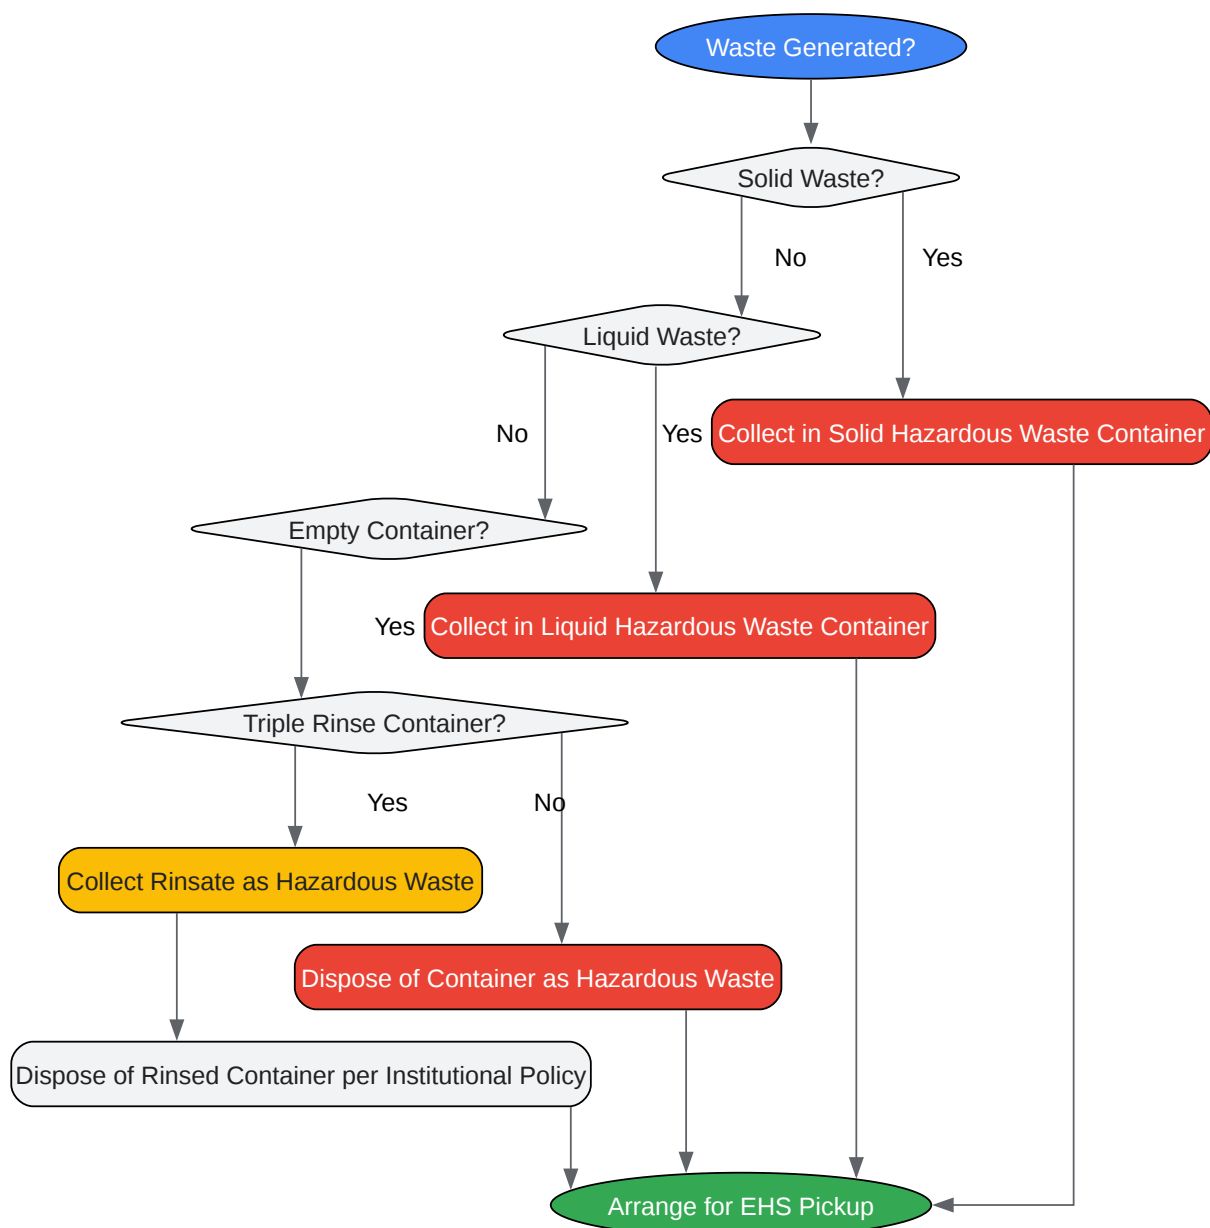 Waste Generated?
Solid Waste?
No
Yes
Liquid Waste?
No
Yes
Collect in Solid Hazardous Waste Container
Empty Container?
Yes
Collect in Liquid Hazardous Waste Container
Triple Rinse Container?
Yes
No
Collect Rinsate as Hazardous Waste
Dispose of Container as Hazardous Waste
Dispose of Rinsed Container per Institutional Policy
Arrange for EHS Pickup